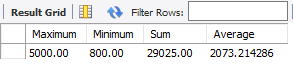 Result Grid Filter Rows:
Maximum Minimum Sum Average
5000.00 800.00 29025.00 2073.214286